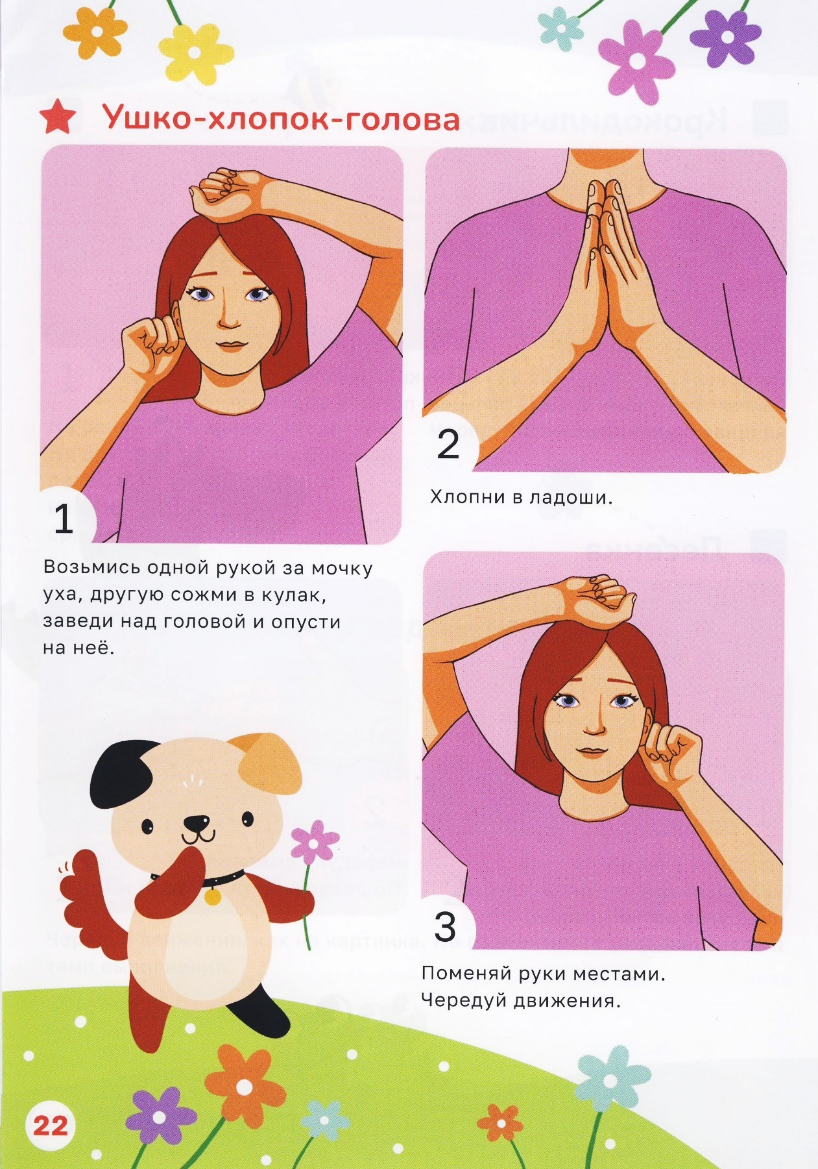 Ушко-хлопок-голова
1
Возьмись одной рукой за мочку
уха, другую сожми в кулак,
заведи над головой и опусти
на неё.
2
Хлопни в ладоши.
3
Поменяй руки местами.
Чередуй движения.
22